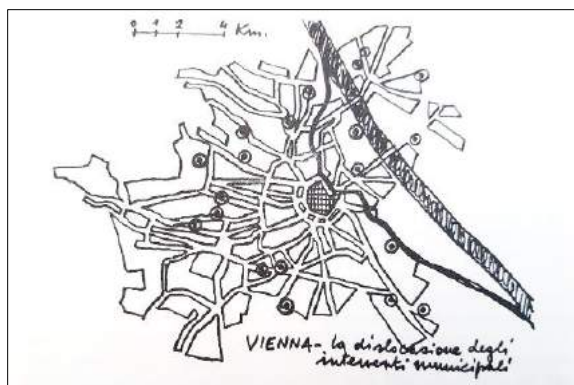 0 1 2 4 Km.
VIENNA - la dislocazione degli
interventi municipali